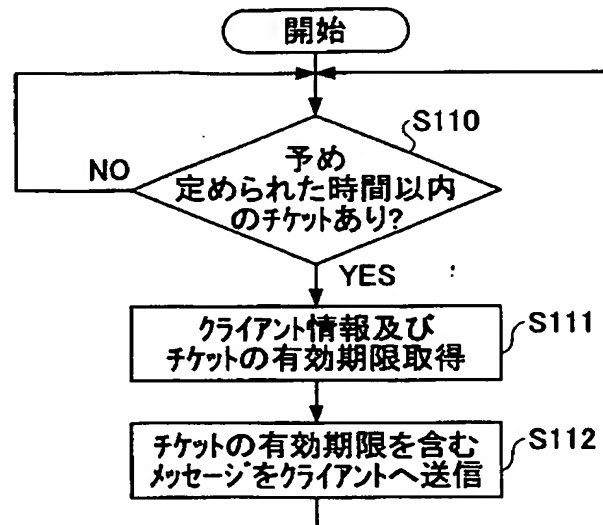 開始
S110
予め
定められた時間以内
のチケットあり?
NO
YES
クライアント情報及び
チケットの有効期限取得
S111
チケットの有効期限を含む
メッセージをクライアントへ送信
S112